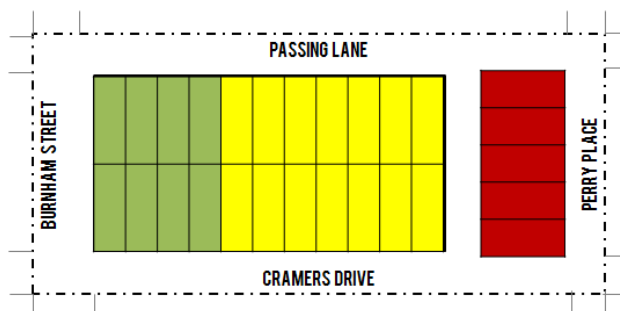 PASSING LANE
BURNHAM STREET
PERRY PLACE
CRAMERS DRIVE